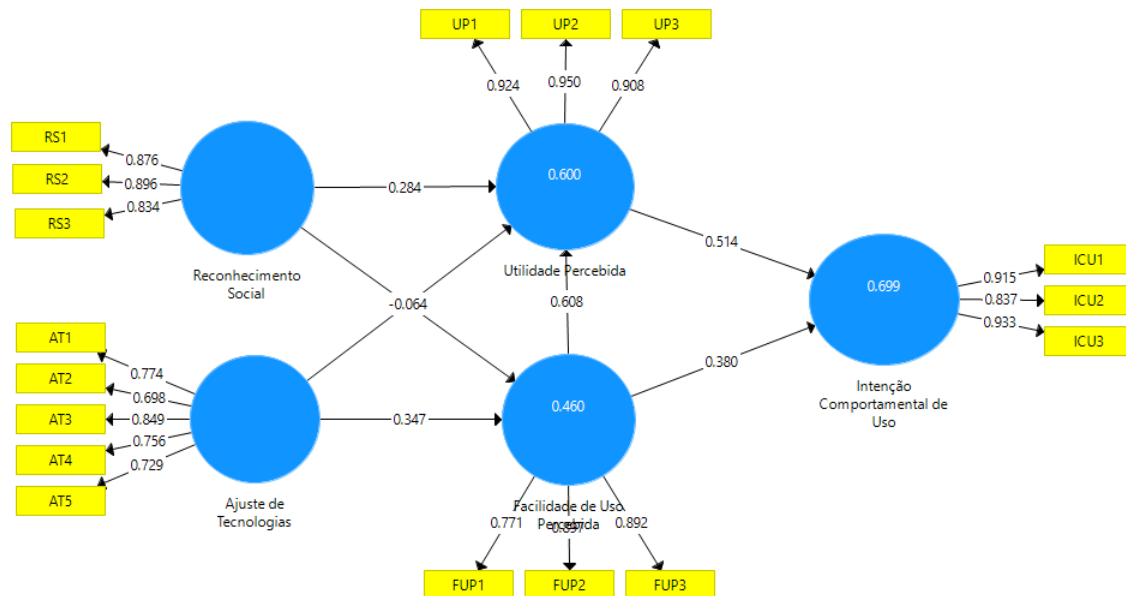 UP1
UP2
UP3
0.924
0.950
0.908
RS1
RS2
RS3
0.876
0.896
0.834
0.600
0.284
Reconhecimento
Social
Utilidade Percebida
0.514
-0.064
0.608
0.699
ICU1
ICU2
ICU3
0.915
0.837
0.933
AT1
AT2
AT3
AT4
AT5
0.774
0.698
0.849
0.756
0.729
0.347
0.460
0.380
Intenção
Comportamental de
Uso
Ajuste de
Tecnologias
Facilidade de Uso
Percebida
0.771
0.892
FUP1
FUP2
FUP3